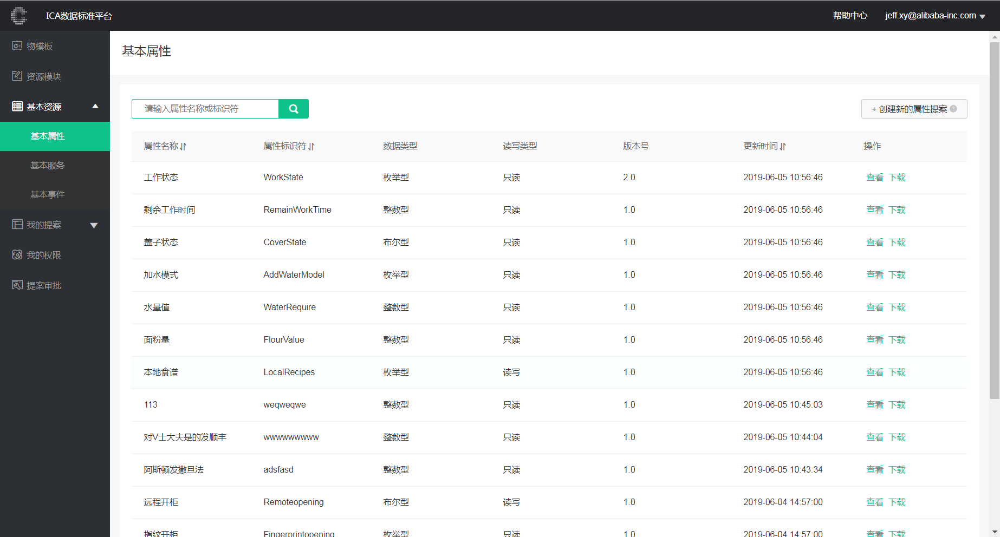 ICA数据标准平台
帮助中心 jeff.xy@alibaba-inc.com
物模板
资源模块
基本资源
基本属性
基本服务
基本事件
我的提案
我的权限
提案审批
基本属性
请输入属性名称或标识符
+ 创建新的属性提案
属性名称 属性标识符 数据类型 读写类型 版本号 更新时间 操作
工作状态 WorkState 枚举型 只读 2.0 2019-06-05 10:56:46 查看 下载
剩余工作时间 RemainWorkTime 整数型 只读 1.0 2019-06-05 10:56:46 查看 下载
盖子状态 CoverState 布尔型 只读 1.0 2019-06-05 10:56:46 查看 下载
加水模式 AddWaterModel 枚举型 只读 1.0 2019-06-05 10:56:46 查看 下载
水量值 WaterRequire 整数型 只读 1.0 2019-06-05 10:56:46 查看 下载
面粉量 FlourValue 整数型 只读 1.0 2019-06-05 10:56:46 查看 下载
本地食谱 LocalRecipes 枚举型 读写 1.0 2019-06-05 10:56:46 查看 下载
113 weqweqwe 整数型 只读 1.0 2019-06-05 10:45:03 查看 下载
对V士大夫是的发顺丰 wwwwwwwww 整数型 只读 1.0 2019-06-05 10:44:04 查看 下载
阿斯顿发撒旦法 adsfasd 整数型 只读 1.0 2019-06-05 10:43:34 查看 下载
远程开柜 Remoteopening 布尔型 读写 1.0 2019-06-04 14:57:00 查看 下载
指纹开柜 Fingerprintopening 枚举型 只读 1.0 2019-06-04 14:57:00 查看 下载